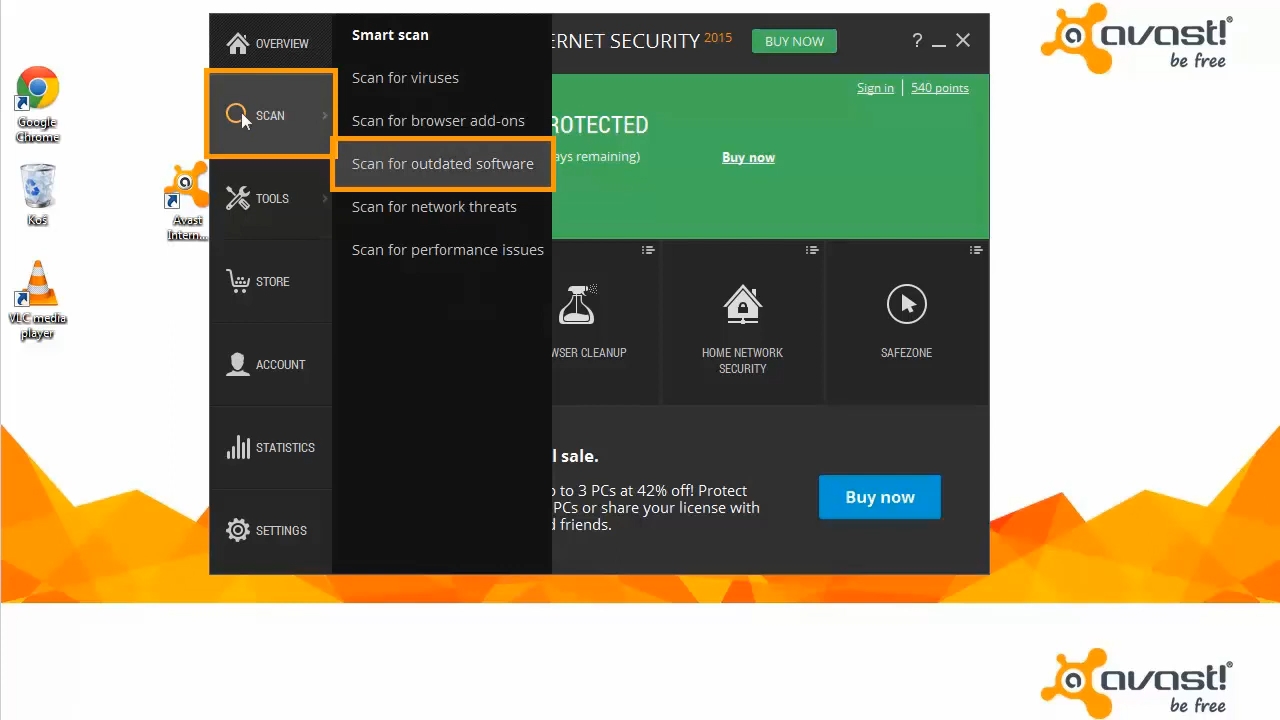 avast!
be free
Google
Chrome
Koš
Avast
Intern...
VLC media
player
OVERVIEW
SCAN
TOOLS
STORE
ACCOUNT
STATISTICS
SETTINGS
Smart scan
Scan for viruses
Scan for browser add-ons
Scan for outdated software
Scan for network threats
Scan for performance issues
ERNET SECURITY 2015
BUY NOW
?
Sign in
540 points
ROTECTED
ays remaining)
Buy now
WSER CLEANUP
HOME NETWORK
SECURITY
SAFEZONE
l sale.
o to 3 PCs at 42% off! Protect
PCs or share your license with
d friends.
Buy now
avast!
be free